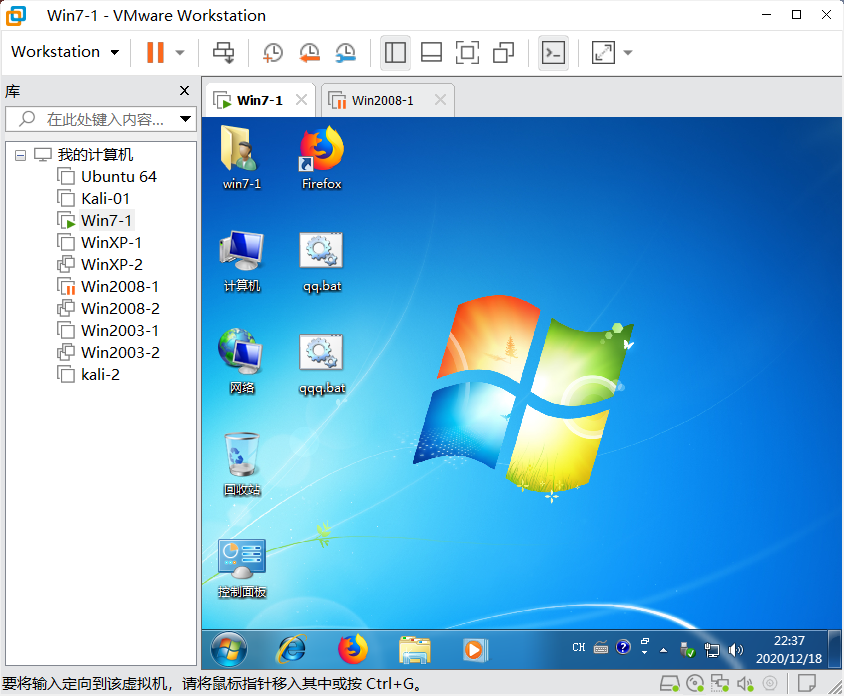 Win7-1 - VMware Workstation
Workstation
库
在此处键入内容...
我的计算机
Ubuntu 64
Kali-01
Win7-1
WinXP-1
WinXP-2
Win2008-1
Win2008-2
Win2003-1
Win2003-2
kali-2
Win7-1
Win2008-1
win7-1
Firefox
计算机
qq.bat
网络
qqq.bat
回收站
控制面板
CH
22:37
2020/12/18
要将输入定向到该虚拟机，请将鼠标指针移入其中或按 Ctrl+G。